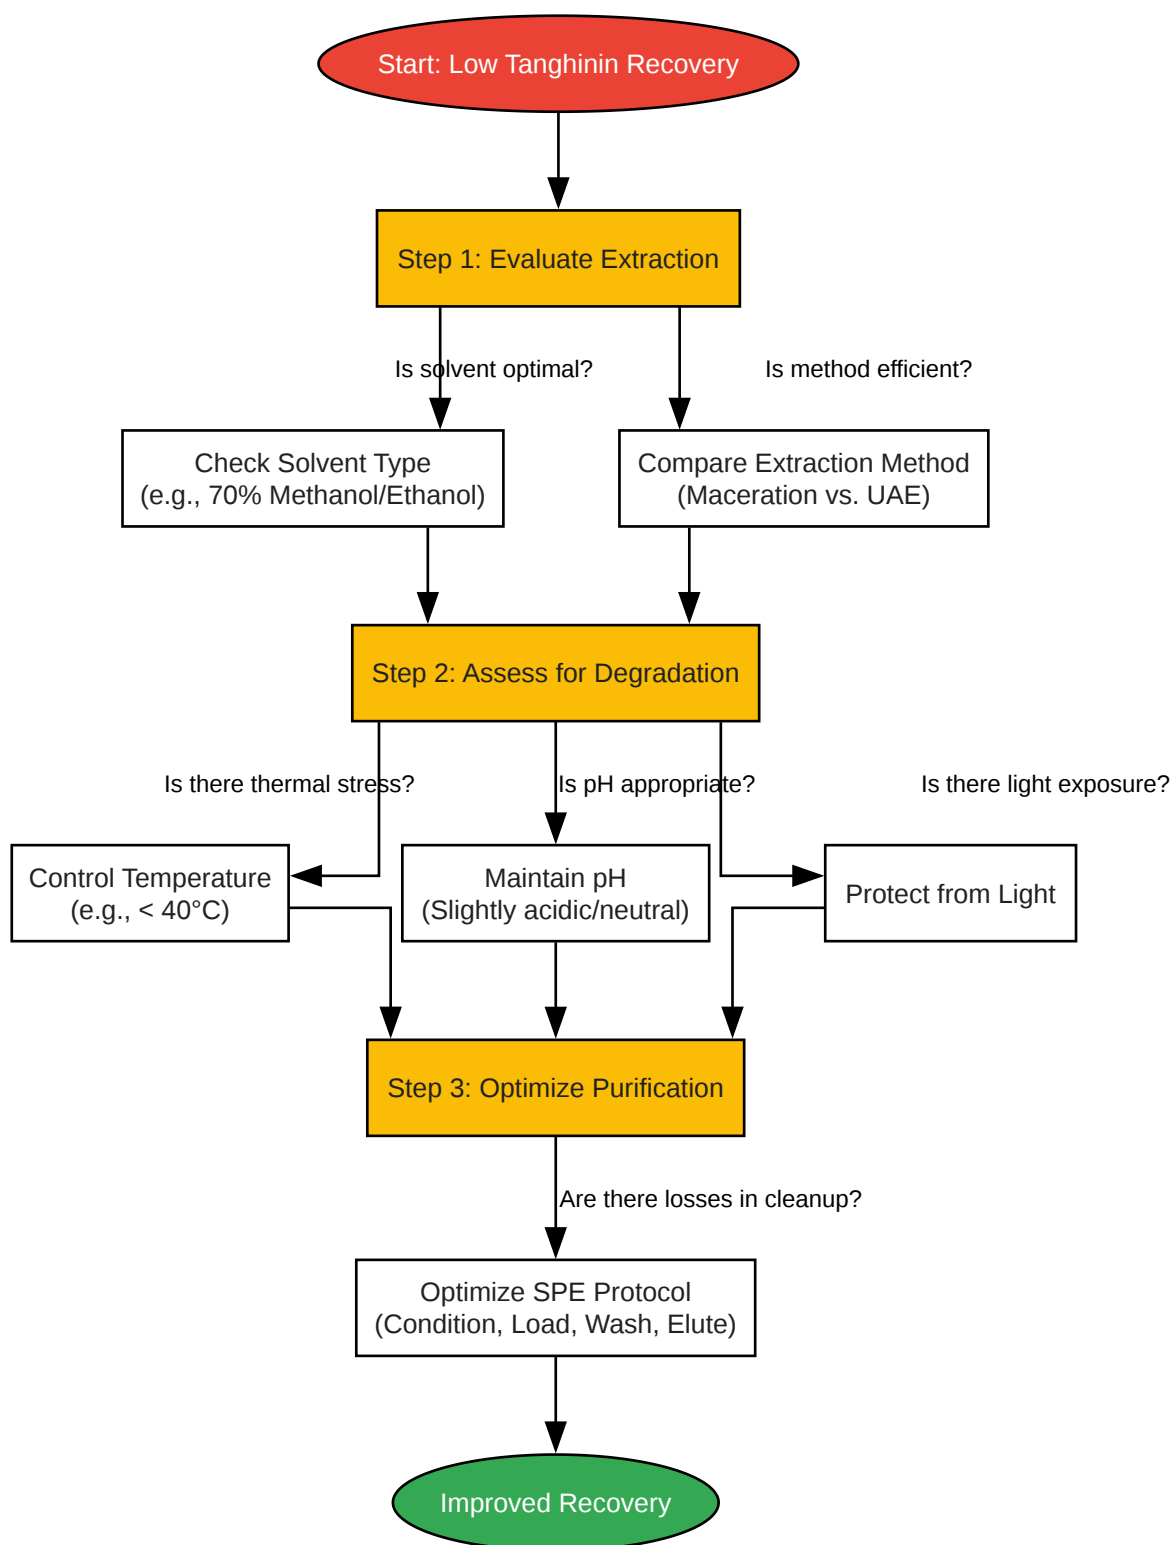 Start: Low Tanghinin Recovery
Step 1: Evaluate Extraction
Is solvent optimal?
Is method efficient?
Check Solvent Type
(e.g., 70% Methanol/Ethanol)
Compare Extraction Method
(Maceration vs. UAE)
Step 2: Assess for Degradation
Is there thermal stress?
Is pH appropriate?
Is there light exposure?
Control Temperature
(e.g., < 40°C)
Maintain pH
(Slightly acidic/neutral)
Protect from Light
Step 3: Optimize Purification
Are there losses in cleanup?
Optimize SPE Protocol
(Condition, Load, Wash, Elute)
Improved Recovery